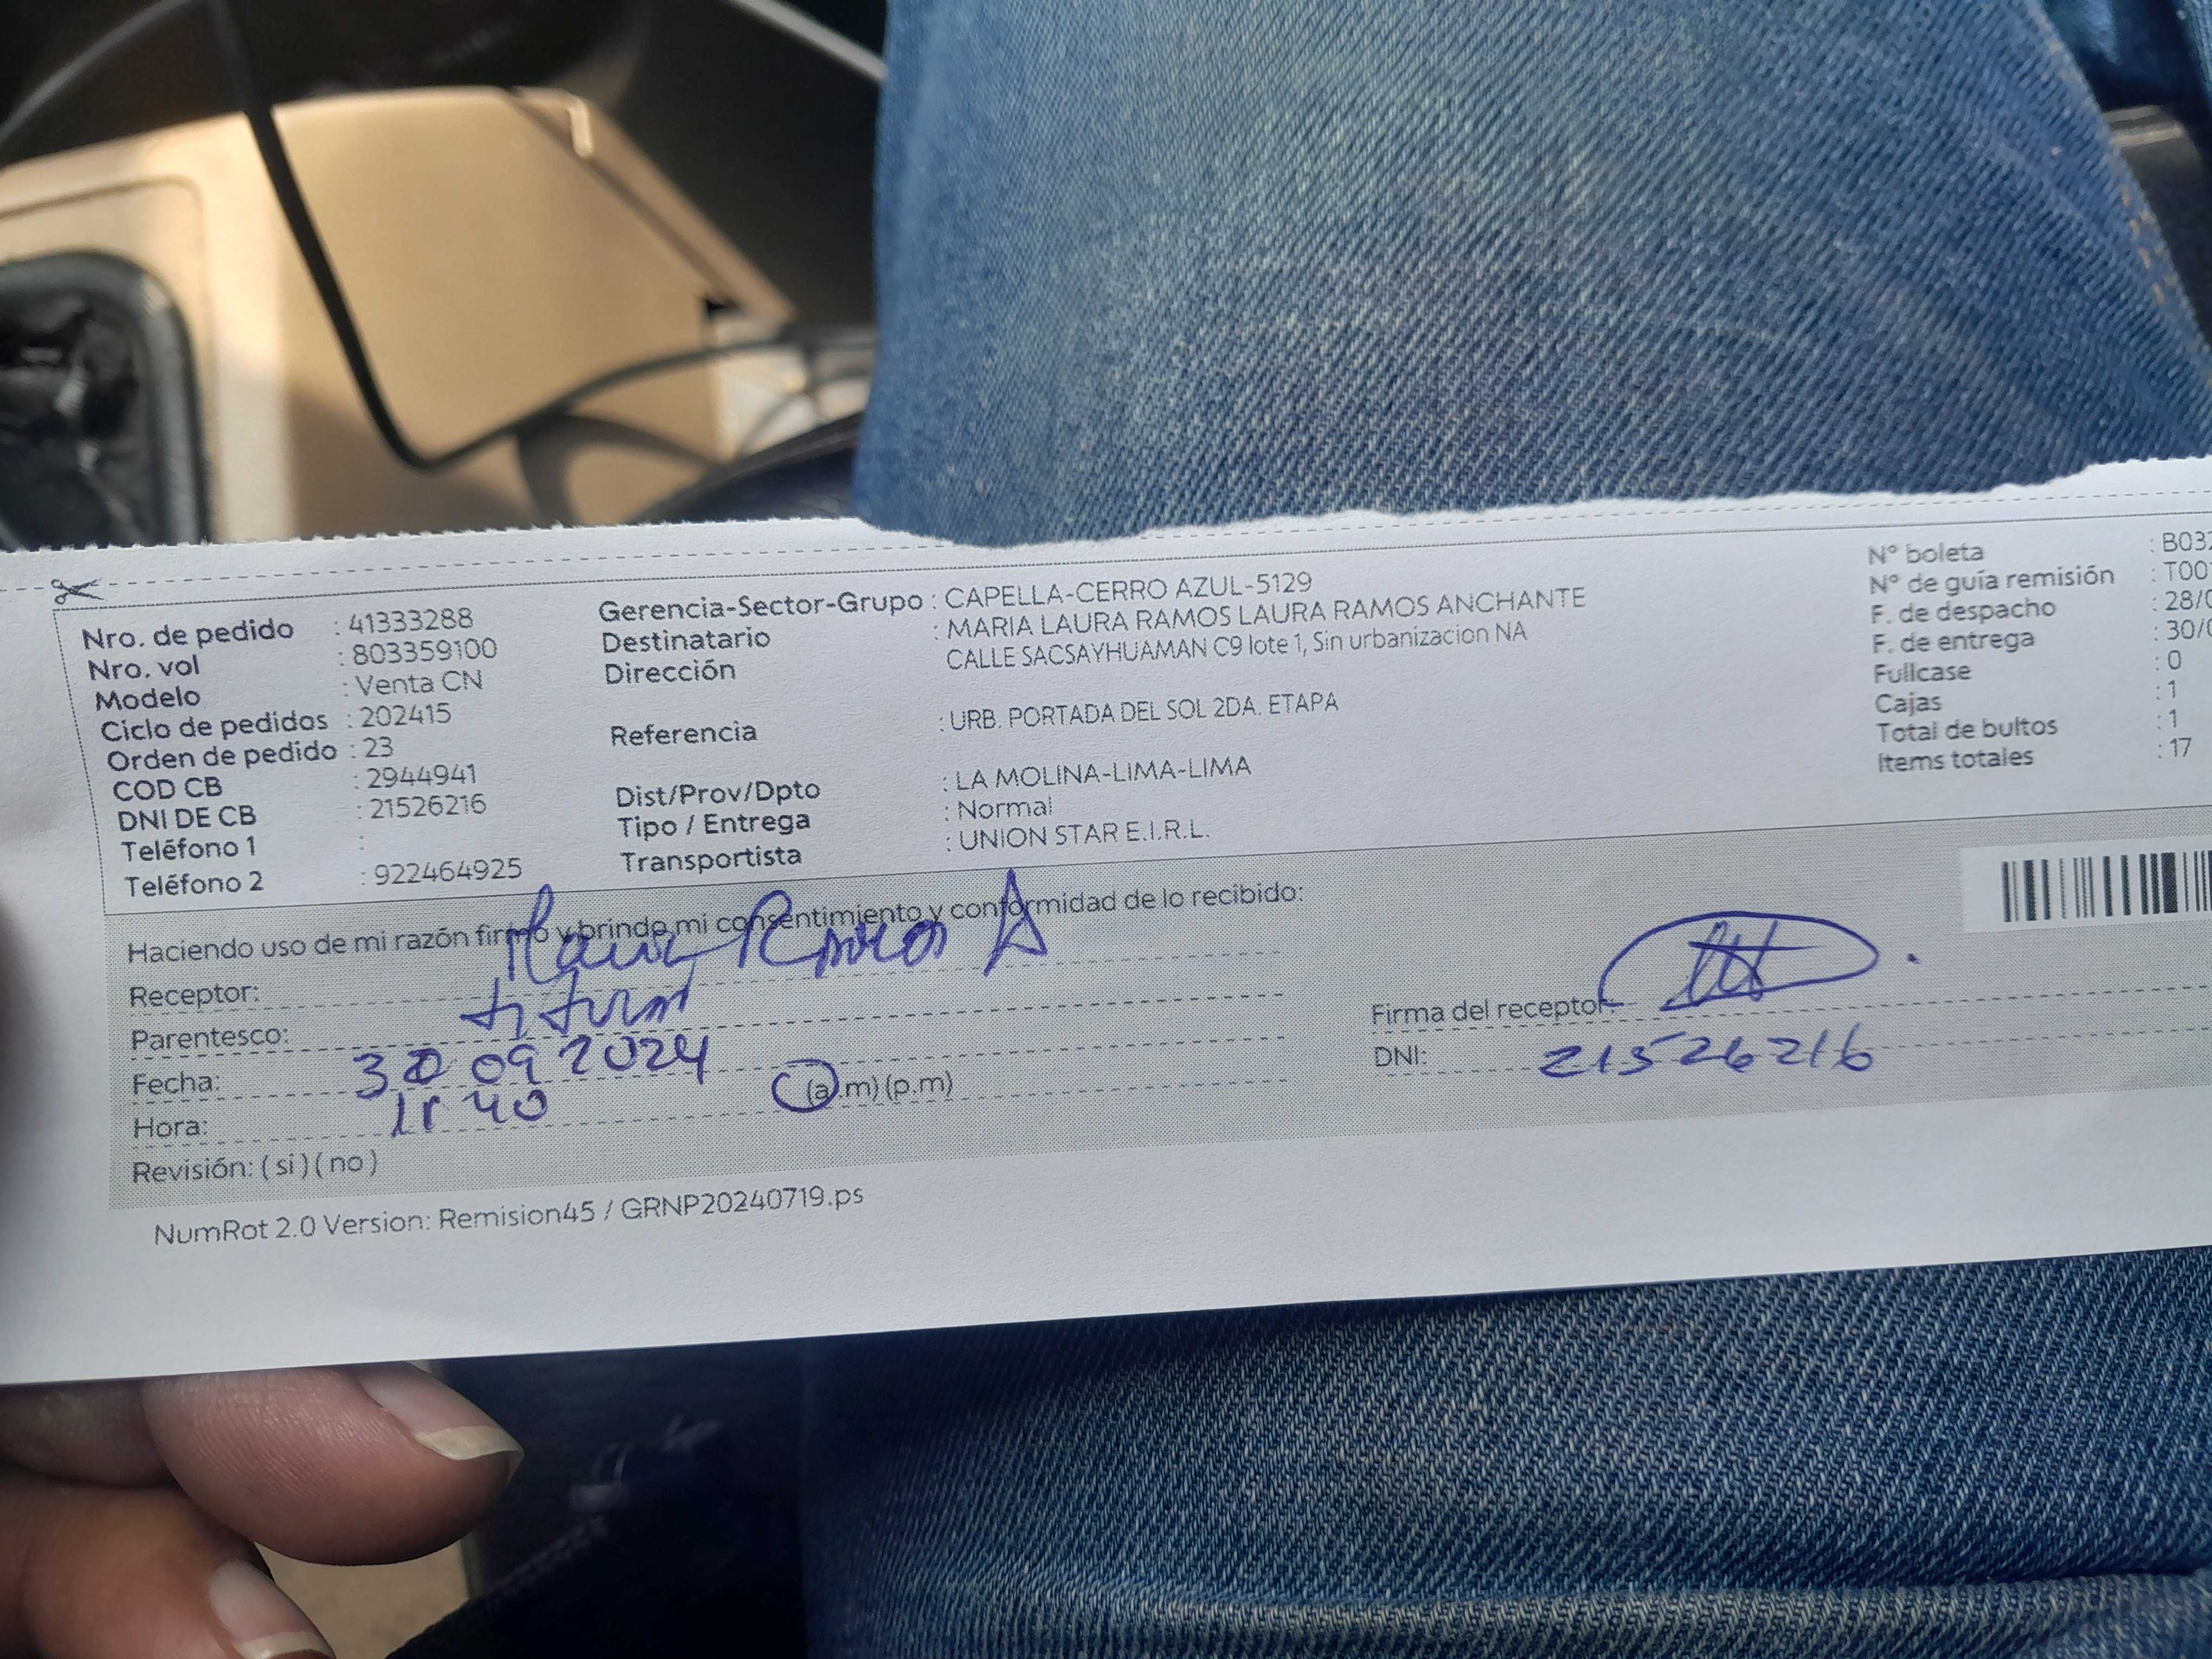 Nro. de pedido : 41333288
Nro. vol : 803359100
Modelo : Venta CN
Ciclo de pedidos : 202415
Orden de pedido : 23
COD CB : 2944941
DNI DE CB : 21526216
Teléfono 1 :
Teléfono 2 : 922464925
Gerencia-Sector-Grupo : CAPELLA-CERRO AZUL-5129
Destinatario : MARIA LAURA RAMOS LAURA RAMOS ANCHANTE
Dirección CALLE SACSAYHUAMAN C9 lote 1, Sin urbanizacion NA
Referencia : URB. PORTADA DEL SOL 2DA. ETAPA
Dist/Prov/Dpto : LA MOLINA-LIMA-LIMA
Tipo / Entrega : Normal
Transportista : UNION STAR E.I.R.L.
N° boleta : B03
N° de guía remisión : T00
F. de despacho : 28/
F. de entrega : 30/
Fullcase : 0
Cajas : 1
Total de bultos : 1
Items totales : 17
Haciendo uso de mi razón firmo y brindo mi consentimiento y conformidad de lo recibido:
Receptor: Ramos A
Parentesco: titular
Fecha: 30 09 2024
Hora: 11 40 (a.m) (p.m)
Revisión: ( si ) ( no )
Firma del receptor:
DNI: 21526216
NumRot 2.0 Version: Remision45 / GRNP20240719.ps